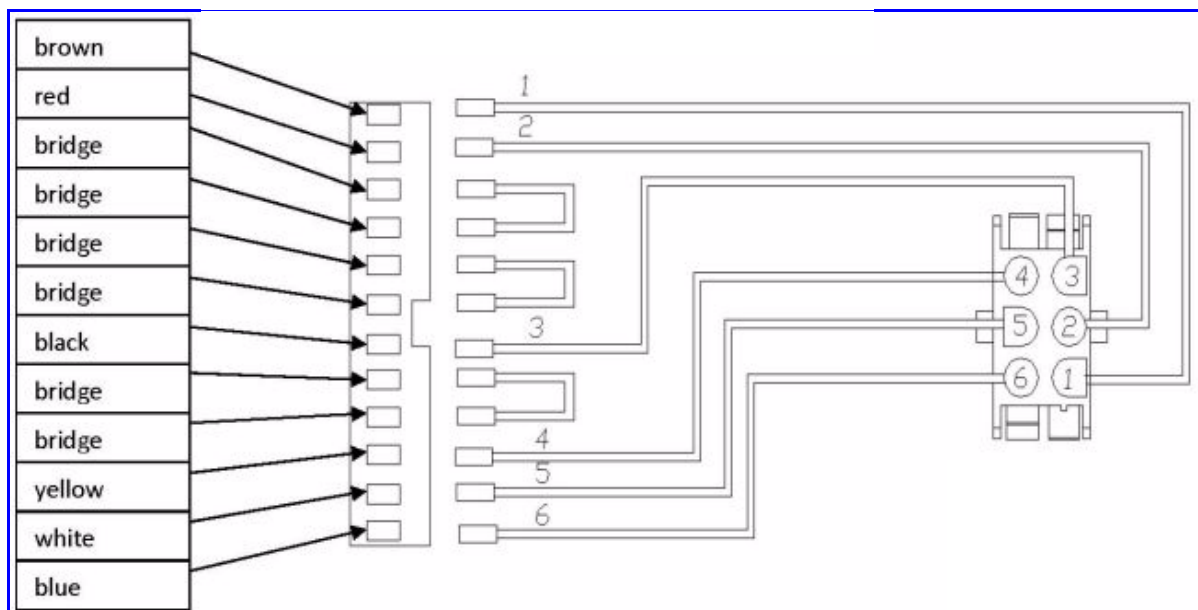 brown
red
bridge
bridge
bridge
bridge
black
bridge
bridge
yellow
white
blue
1
2
3
4
5
6
4 3
5 2
6 1